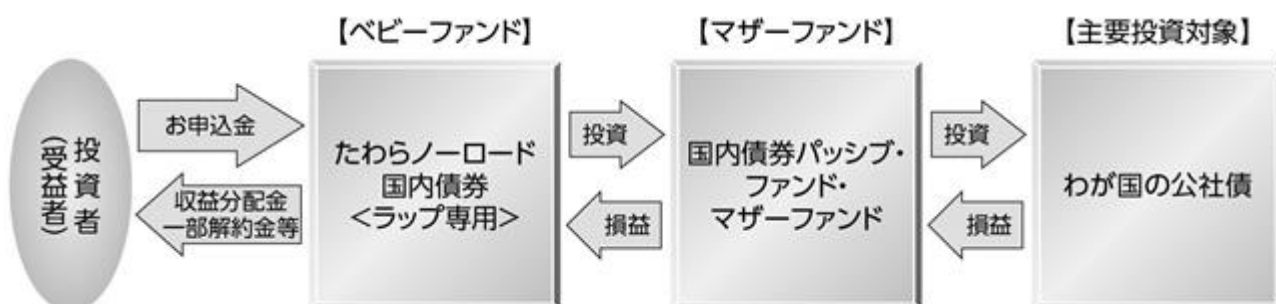 【ベビーファンド】
【マザーファンド】
【主要投資対象】
投資者
(受益者)
お申込金
収益分配金
一部解約金等
たわらノーロード
国内債券
<ラップ専用>
投資
損益
国内債券パッシブ・
ファンド・
マザーファンド
投資
損益
わが国の公社債